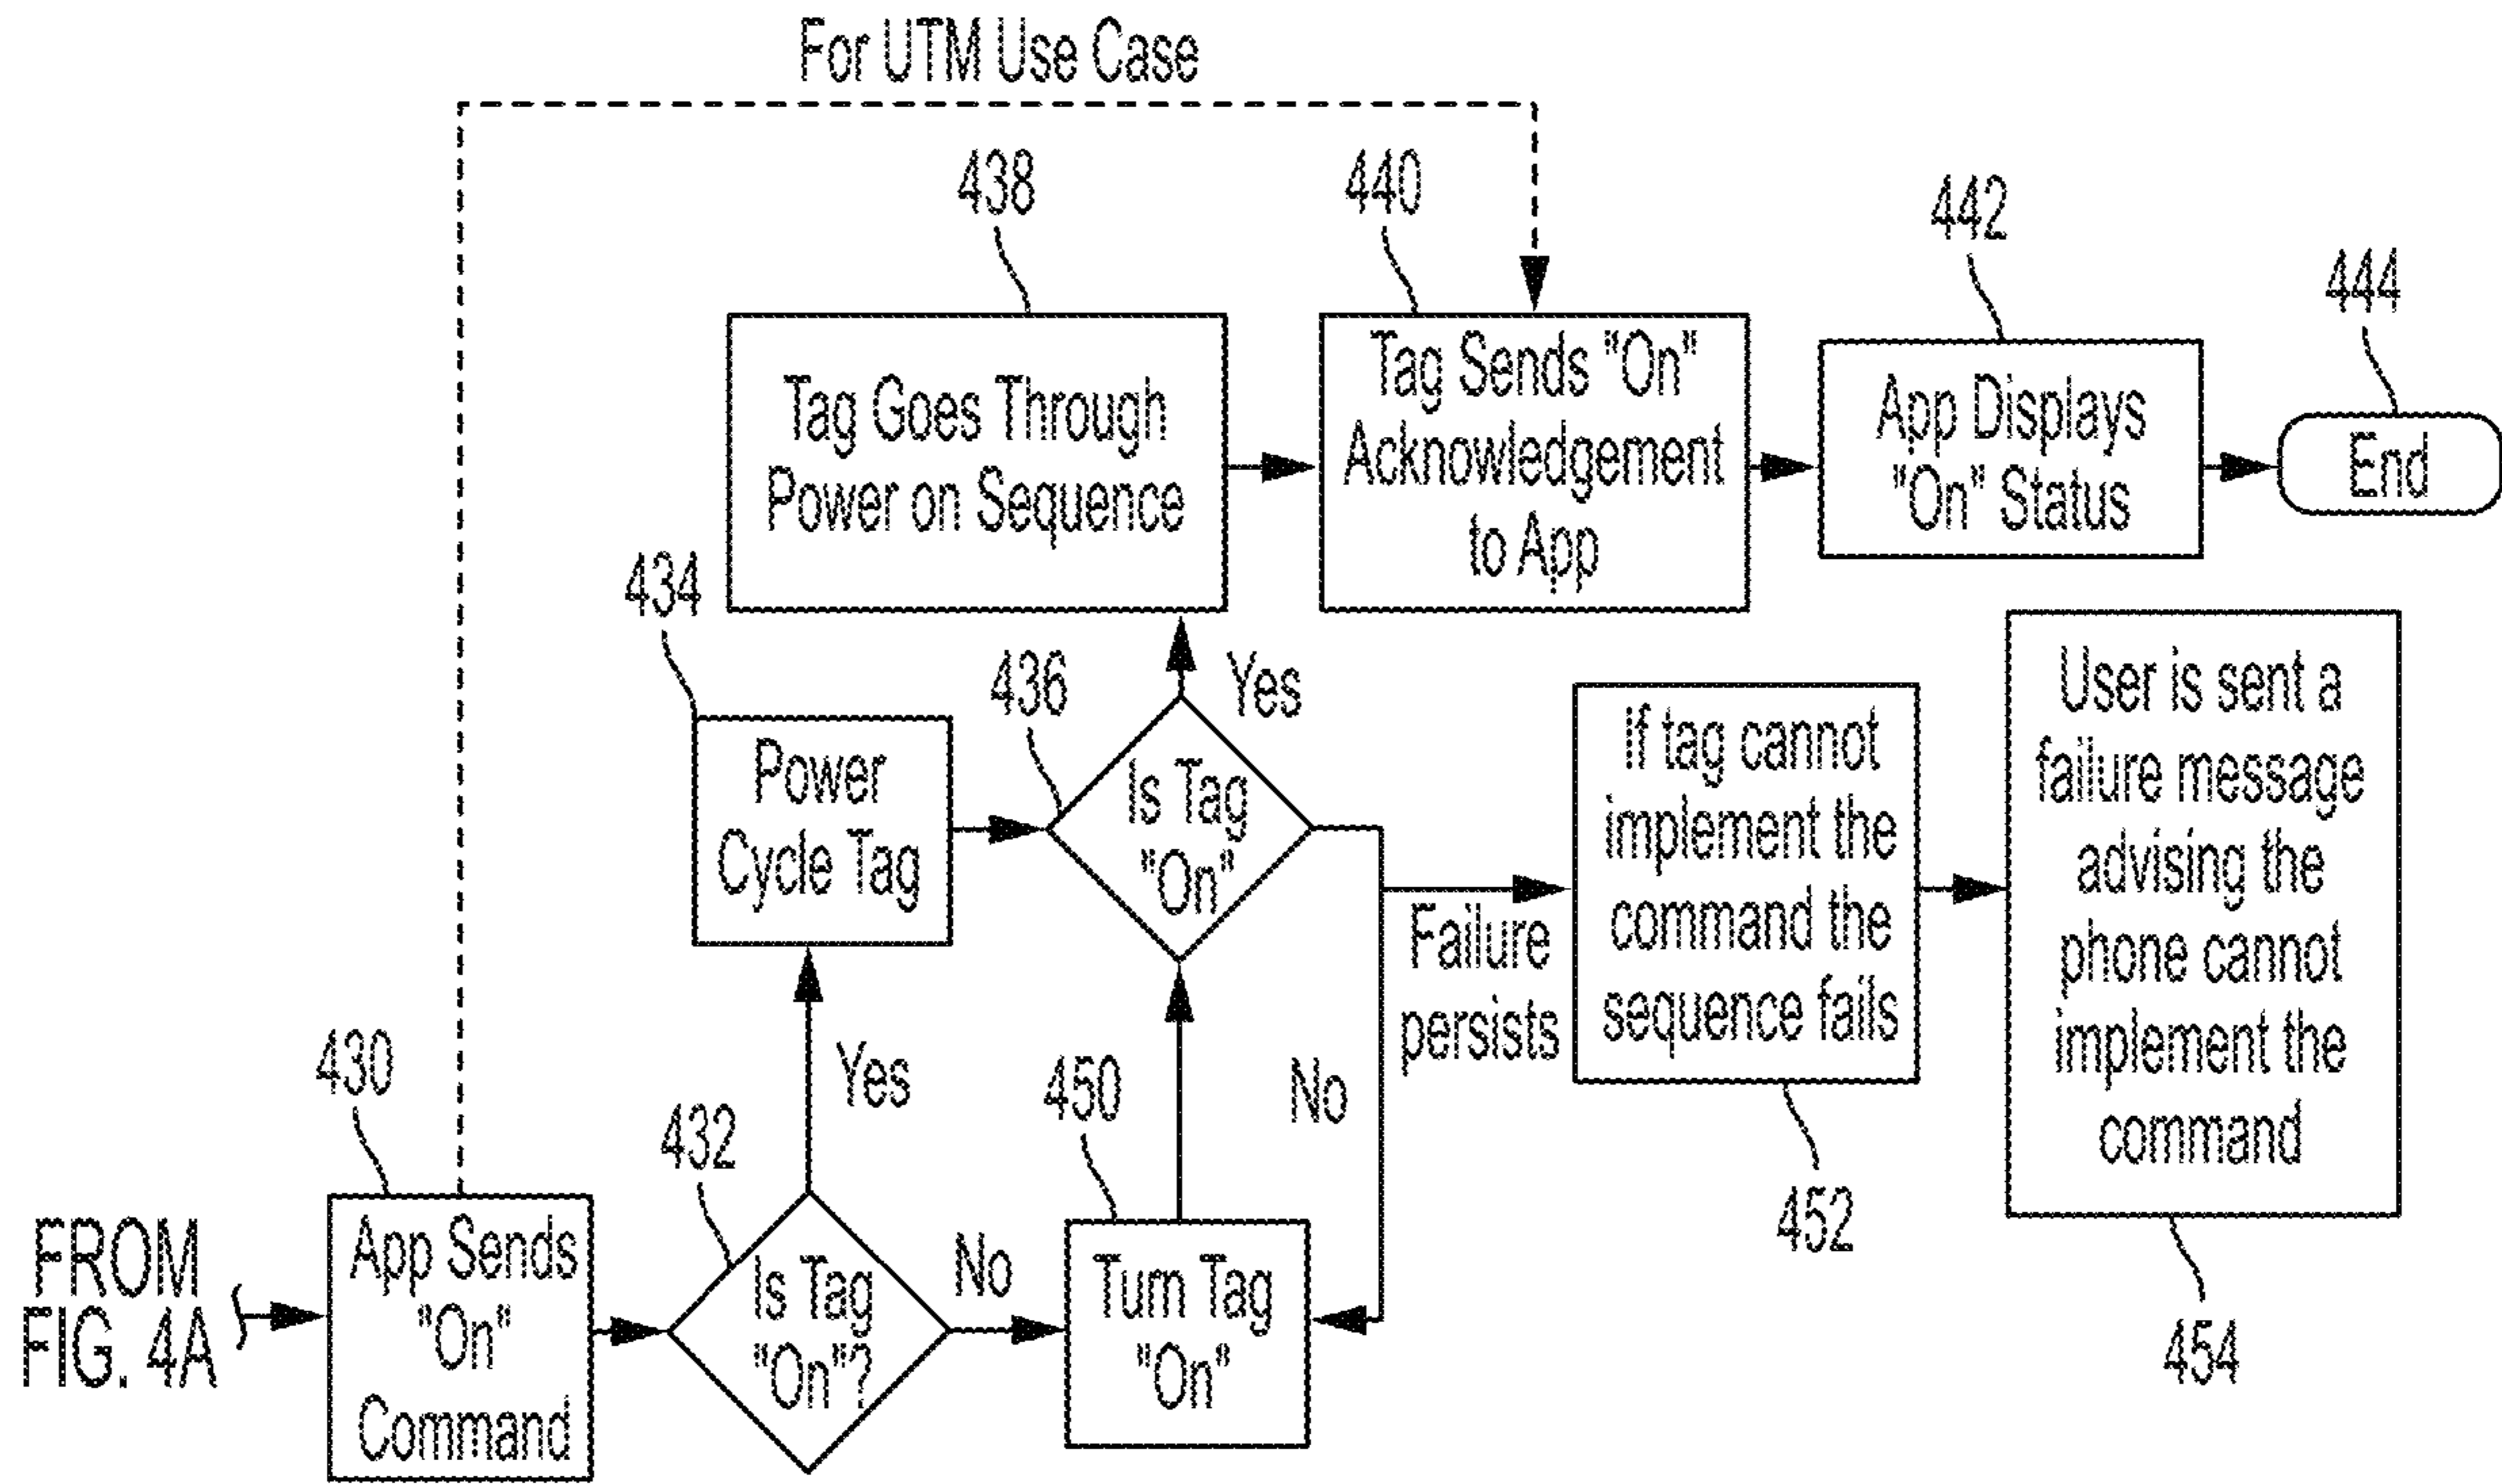 For UTM Use Case
438
440
442
444
Tag Goes Through
Power on Sequence
Tag Sends "On"
Acknowledgement
to App
App Displays
"On" Status
End
434
436
Yes
Power
Cycle Tag
Is Tag
"On"
If tag cannot
implement the
command the
sequence fails
User is sent a
failure message
advising the
phone cannot
implement the
command
Failure
persists
430
432
Yes
450
No
452
454
FROM
FIG. 4A
App Sends
"On"
Command
Is Tag
"On"?
No
Turn Tag
"On"